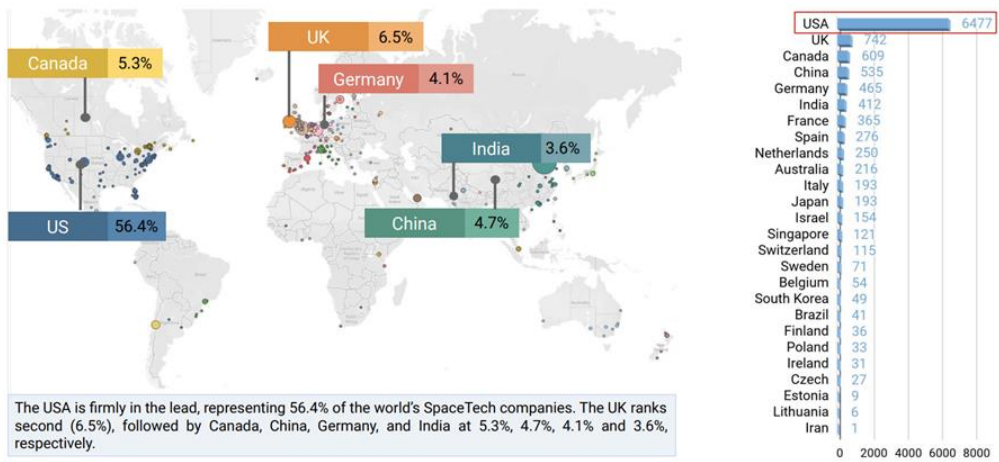 UK 6.5%
Canada 5.3%
Germany 4.1%
India 3.6%
US 56.4%
China 4.7%
The USA is firmly in the lead, representing 56.4% of the world's SpaceTech companies. The UK ranks
second (6.5%), followed by Canada, China, Germany, and India at 5.3%, 4.7%, 4.1% and 3.6%,
respectively.
USA 6477
UK 742
Canada 609
China 535
Germany 465
India 412
France 365
Spain 276
Netherlands 250
Australia 216
Italy 193
Japan 193
Israel 154
Singapore 121
Switzerland 115
Sweden 71
Belgium 54
South Korea 49
Brazil 41
Finland 36
Poland 33
Ireland 31
Czech 27
Estonia 9
Lithuania 6
Iran 1
0 2000 4000 6000 8000